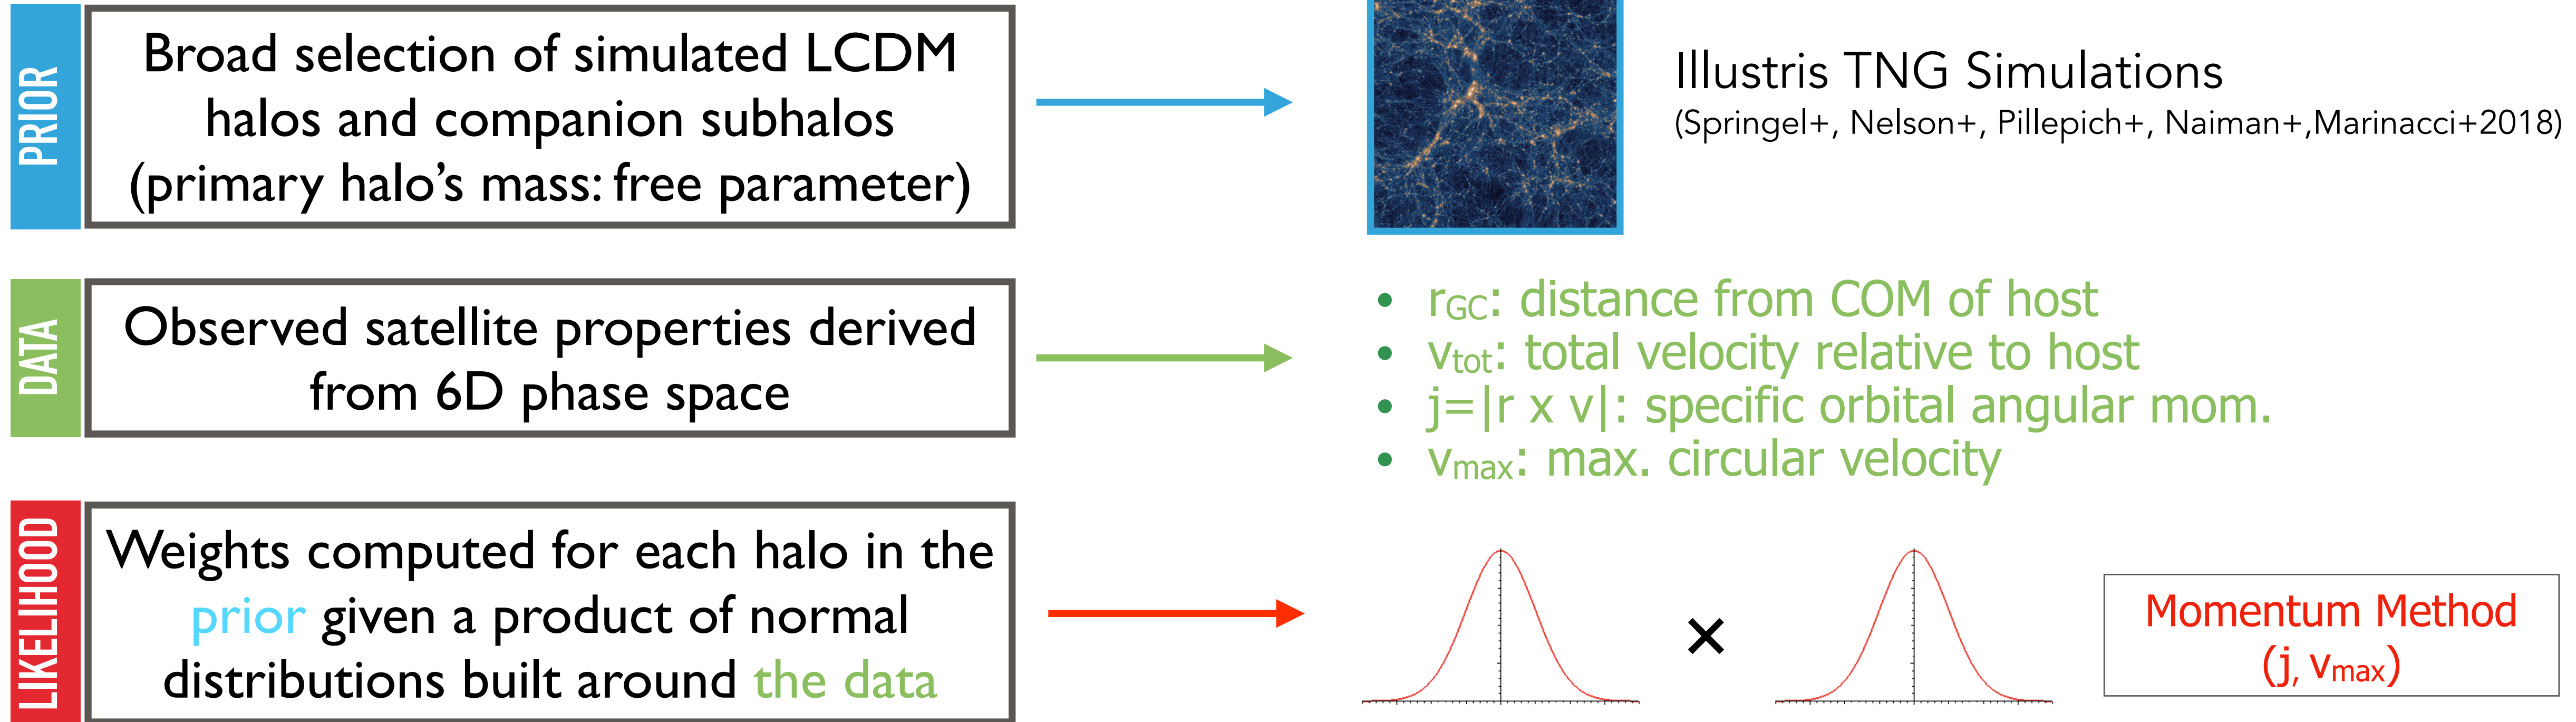 PRIOR
Broad selection of simulated LCDM
halos and companion subhalos
(primary halo’s mass: free parameter)
Illustris TNG Simulations
(Springel+, Nelson+, Pillepich+, Naiman+,Marinacci+2018)
DATA
Observed satellite properties derived
from 6D phase space
• rGC: distance from COM of host
• vtot: total velocity relative to host
• j=|r x v|: specific orbital angular mom.
• vmax: max. circular velocity
LIKELIHOOD
Weights computed for each halo in the
prior given a product of normal
distributions built around the data
×
Momentum Method
(j, vmax)